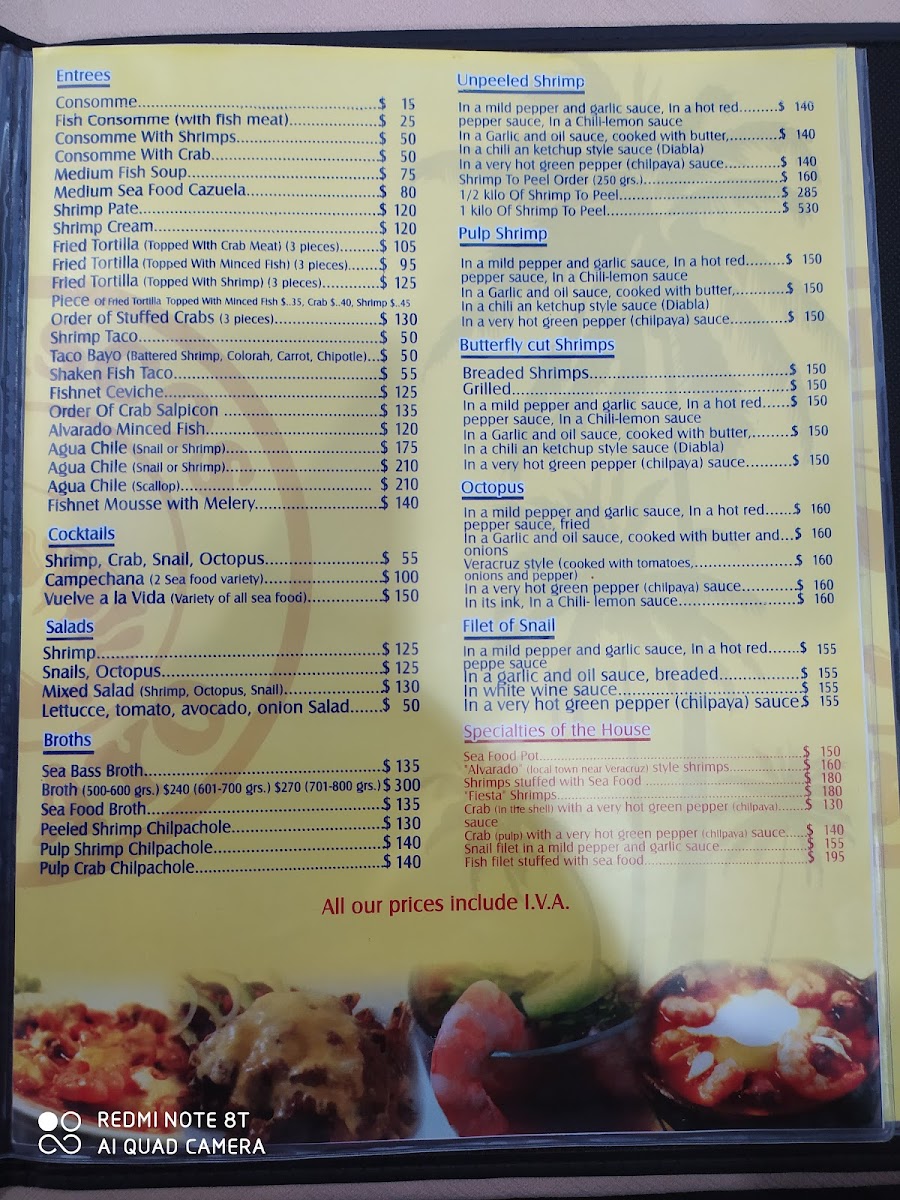 Entrees
Consomme........$ 15
Fish Consomme (with fish meat)........$ 25
Consomme With Shrimps........$ 50
Consomme With Crab........$ 50
Medium Fish Soup........$ 75
Medium Sea Food Cazuela........$ 80
Shrimp Pate........$ 120
Shrimp Cream........$ 120
Fried Tortilla (Topped With Crab Meat) (3 pieces)........$ 105
Fried Tortilla (Topped With Minced Fish) (3 pieces)........$ 95
Fried Tortilla (Topped With Shrimp) (3 pieces)........$ 125
Piece Of Fried Tortilla Topped With Minced Fish $..35, Crab $..40, Shrimp $..45
Order of Stuffed Crabs (3 pieces)........$ 130
Shrimp Taco........$ 50
Taco Bayo (Battered Shrimp, Colorah, Carrot, Chipotle)...$ 50
Shaken Fish Taco........$ 55
Fishnet Ceviche........$ 125
Order Of Crab Salpicon ........$ 135
Alvarado Minced Fish........$ 120
Agua Chile (Snail or Shrimp)........$ 175
Agua Chile (Snail or Shrimp)........$ 210
Agua Chile (Scallop)........$ 210
Fishnet Mousse with Melery........$ 140
Cocktails
Shrimp, Crab, Snail, Octopus........$ 55
Campechana (2 Sea food variety)........$ 100
Vuelve a la Vida (Variety of all sea food)........$ 150
Salads
Shrimp........$ 125
Snails, Octopus........$ 125
Mixed Salad (Shrimp, Octopus, Snail)........$ 130
Lettucce, tomato, avocado, onion Salad........$ 50
Broths
Sea Bass Broth........$ 135
Broth (500-600 grs.) $240 (601-700 grs.) $270 (701-800 grs.) $ 300
Sea Food Broth........$ 135
Peeled Shrimp Chilpachole........$ 130
Pulp Shrimp Chilpachole........$ 140
Pulp Crab Chilpachole........$ 140
Unpeeled Shrimp
In a mild pepper and garlic sauce, In a hot red........$ 140
pepper sauce, In a Chili-lemon sauce
In a Garlic and oil sauce, cooked with butter,........$ 140
In a chili an ketchup style sauce (Diabla)
In a very hot green pepper (chilpaya) sauce........$ 140
Shrimp To Peel Order (250 grs.)........$ 160
1/2 kilo Of Shrimp To Peel........$ 285
1 kilo Of Shrimp To Peel........$ 530
Pulp Shrimp
In a mild pepper and garlic sauce, In a hot red........$ 150
pepper sauce, In a Chili-lemon sauce
In a Garlic and oil sauce, cooked with butter,........$ 150
In a chili an ketchup style sauce (Diabla)
In a very hot green pepper (chilpaya) sauce........$ 150
Butterfly cut Shrimps
Breaded Shrimps........$ 150
Grilled........$ 150
In a mild pepper and garlic sauce, In a hot red......$ 150
pepper sauce, In a Chili-lemon sauce
In a Garlic and oil sauce, cooked with butter,........$ 150
In a chili an ketchup style sauce (Diabla)
In a very hot green pepper (chilpaya) sauce........$ 150
Octopus
In a mild pepper and garlic sauce, In a hot red......$ 160
pepper sauce, fried
In a Garlic and oil sauce, cooked with butter and...$ 160
onions
Veracruz style (cooked with tomatoes,........$ 160
onions and pepper)
In a very hot green pepper (chilpaya) sauce........$ 160
In its ink, In a Chili- lemon sauce........$ 160
Filet of Snail
In a mild pepper and garlic sauce, In a hot red......$ 155
peppe sauce
In a garlic and oil sauce, breaded........$ 155
In white wine sauce........$ 155
In a very hot green pepper (chilpaya) sauce$ 155
Specialties of the House
Sea Food Pot........$ 150
"Alvarado" (local town near Veracruz) style shrimps........$ 160
Shrimps stuffed with Sea Food ........$ 180
"Fiesta" Shrimps........$ 180
Crab (in the shell) with a very hot green pepper (chilpaya)......$ 130
sauce
Crab (pulp) with a very hot green pepper (chilpaya) sauce.....$ 140
Snail filet in a mild pepper and garlic sauce........$ 155
Fish filet stuffed with sea food........$ 195
All our prices include I.V.A.
REDMI NOTE 8T
AI QUAD CAMERA